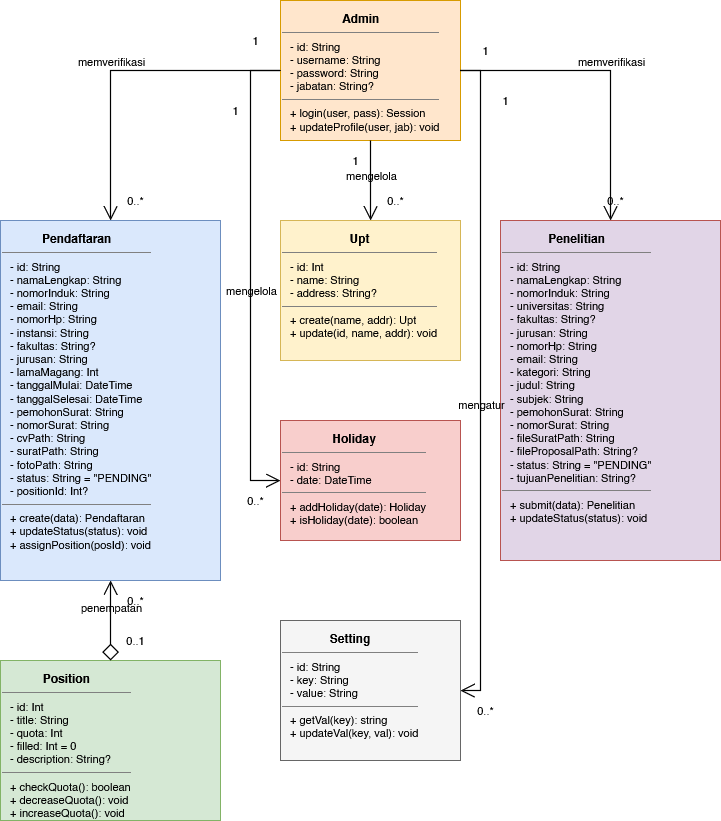 Admin
- id: String
- username: String
- password: String
- jabatan: String?
+ login(user, pass): Session
+ updateProfile(user, jab): void
1
memverifikasi
0..*
1
mengelola
0..*
1
mengelola
0..*
1
memverifikasi
0..*
1
mengatur
0..*
Pendaftaran
- id: String
- namaLengkap: String
- nomorInduk: String
- email: String
- nomorHp: String
- instansi: String
- fakultas: String?
- jurusan: String
- lamaMagang: Int
- tanggalMulai: DateTime
- tanggalSelesai: DateTime
- pemohonSurat: String
- nomorSurat: String
- cvPath: String
- suratPath: String
- fotoPath: String
- status: String = "PENDING"
- positionId: Int?
+ create(data): Pendaftaran
+ updateStatus(status): void
+ assignPosition(posId): void
Upt
- id: Int
- name: String
- address: String?
+ create(name, addr): Upt
+ update(id, name, addr): void
Penelitian
- id: String
- namaLengkap: String
- nomorInduk: String
- universitas: String
- fakultas: String?
- jurusan: String
- nomorHp: String
- email: String
- kategori: String
- judul: String
- subjek: String
- pemohonSurat: String
- nomorSurat: String
- fileSuratPath: String
- fileProposalPath: String?
- status: String = "PENDING"
- tujuanPenelitian: String?
+ submit(data): Penelitian
+ updateStatus(status): void
Holiday
- id: String
- date: DateTime
+ addHoliday(date): Holiday
+ isHoliday(date): boolean
0..*
penempatan
0..1
Setting
- id: String
- key: String
- value: String
+ getVal(key): string
+ updateVal(key, val): void
Position
- id: Int
- title: String
- quota: Int
- filled: Int = 0
- description: String?
+ checkQuota(): boolean
+ decreaseQuota(): void
+ increaseQuota(): void